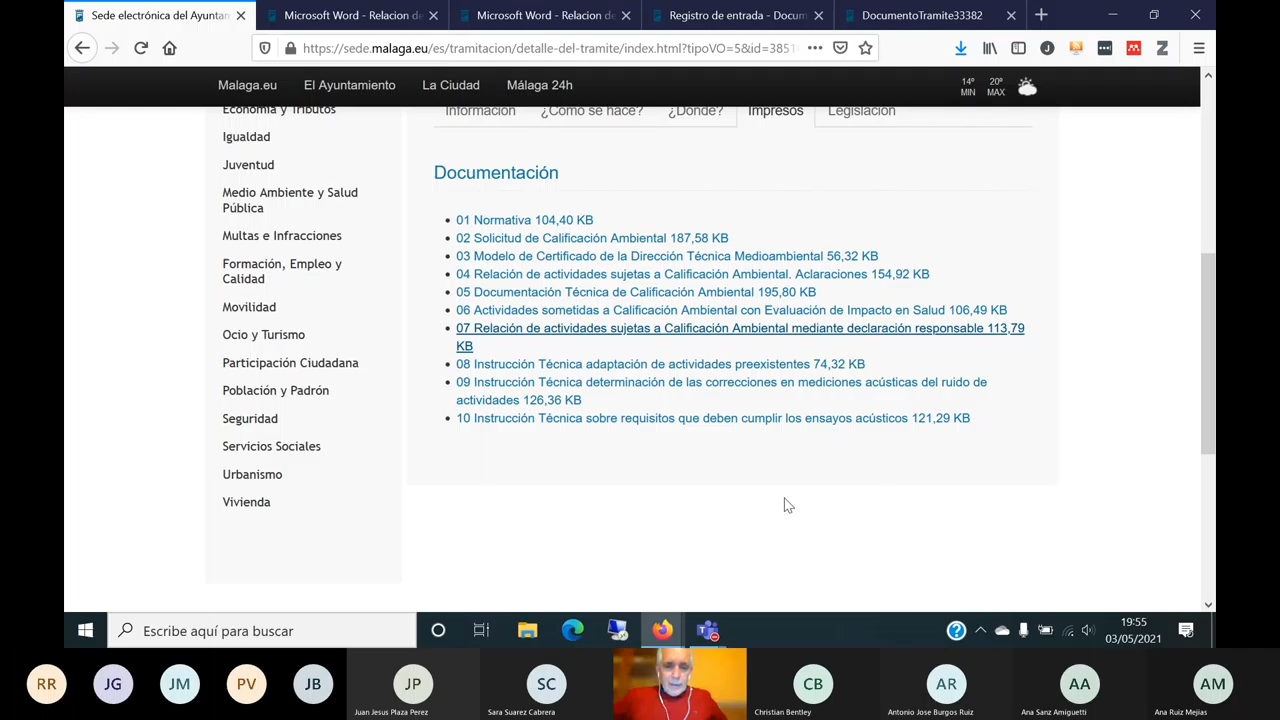 Sede electrónica del Ayuntam
Microsoft Word - Relacion de
Microsoft Word - Relacion de
Registro de entrada - Docum
DocumentoTramite33382
https://sede.malaga.eu/es/tramitacion/detalle-del-tramite/index.html?tipoVO=5&id=3851
Malaga.eu
El Ayuntamiento
La Ciudad
Málaga 24h
14º
MIN
20º
MAX
Economía y Tributos
Igualdad
Juventud
Medio Ambiente y Salud
Pública
Multas e Infracciones
Formación, Empleo y
Calidad
Movilidad
Ocio y Turismo
Participación Ciudadana
Población y Padrón
Seguridad
Servicios Sociales
Urbanismo
Vivienda
Información
¿Cómo se hace?
¿Dónde?
Impresos
Legislación
Documentación
01 Normativa 104,40 KB
02 Solicitud de Calificación Ambiental 187,58 KB
03 Modelo de Certificado de la Dirección Técnica Medioambiental 56,32 KB
04 Relación de actividades sujetas a Calificación Ambiental. Aclaraciones 154,92 KB
05 Documentación Técnica de Calificación Ambiental 195,80 KB
06 Actividades sometidas a Calificación Ambiental con Evaluación de Impacto en Salud 106,49 KB
07 Relación de actividades sujetas a Calificación Ambiental mediante declaración responsable 113,79
KB
08 Instrucción Técnica adaptación de actividades preexistentes 74,32 KB
09 Instrucción Técnica determinación de las correcciones en mediciones acústicas del ruido de
actividades 126,36 KB
10 Instrucción Técnica sobre requisitos que deben cumplir los ensayos acústicos 121,29 KB
Escribe aquí para buscar
19:55
03/05/2021
RR
JG
JM
PV
JB
JP
Juan Jesus Plaza Perez
SC
Sara Suarez Cabrera
CB
Christian Bentley
AR
Antonio Jose Burgos Ruiz
AA
Ana Sanz Amiguetti
AM
Ana Ruiz Mejias